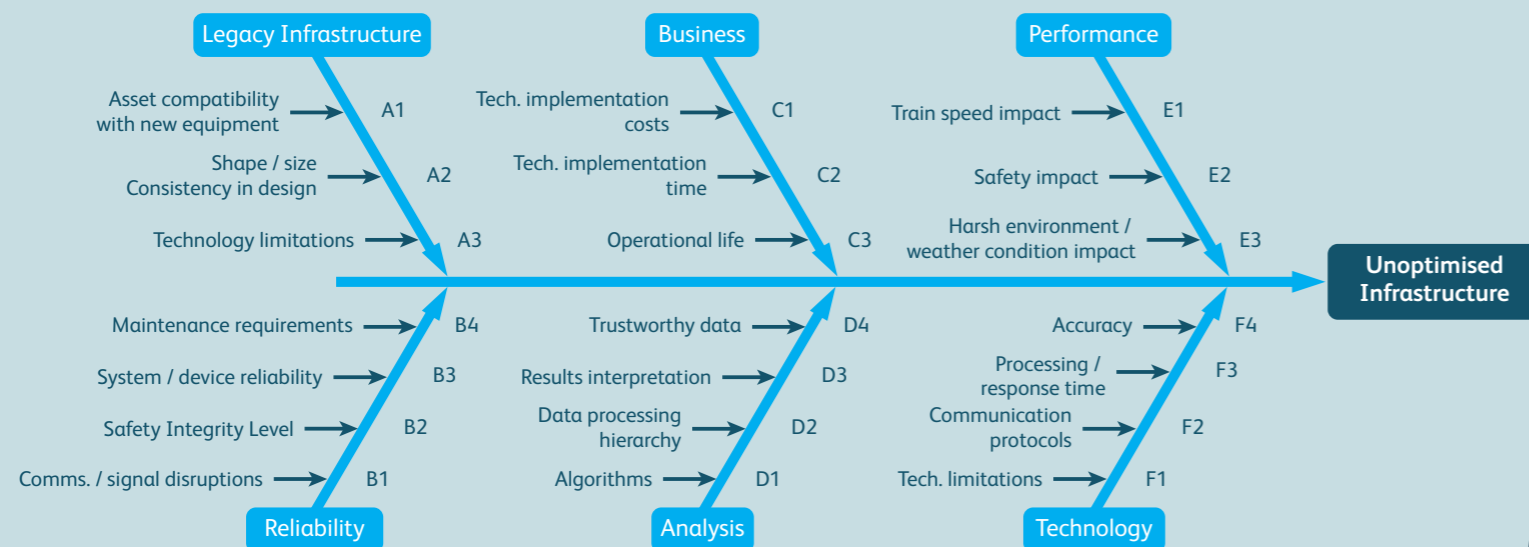 Legacy Infrastructure
Asset compatibility
with new equipment
A1
Shape / size
Consistency in design
A2
Technology limitations
A3
Business
Tech. implementation
costs
C1
Tech. implementation
time
C2
Operational life
C3
Performance
Train speed impact
E1
Safety impact
E2
Harsh environment /
weather condition impact
E3
Unoptimised
Infrastructure
Maintenance requirements
B4
System / device reliability
B3
Safety Integrity Level
B2
Comms. / signal disruptions
B1
Reliability
Trustworthy data
D4
Results interpretation
D3
Data processing
hierarchy
D2
Algorithms
D1
Analysis
Accuracy
F4
Processing /
response time
F3
Communication
protocols
F2
Tech. limitations
F1
Technology